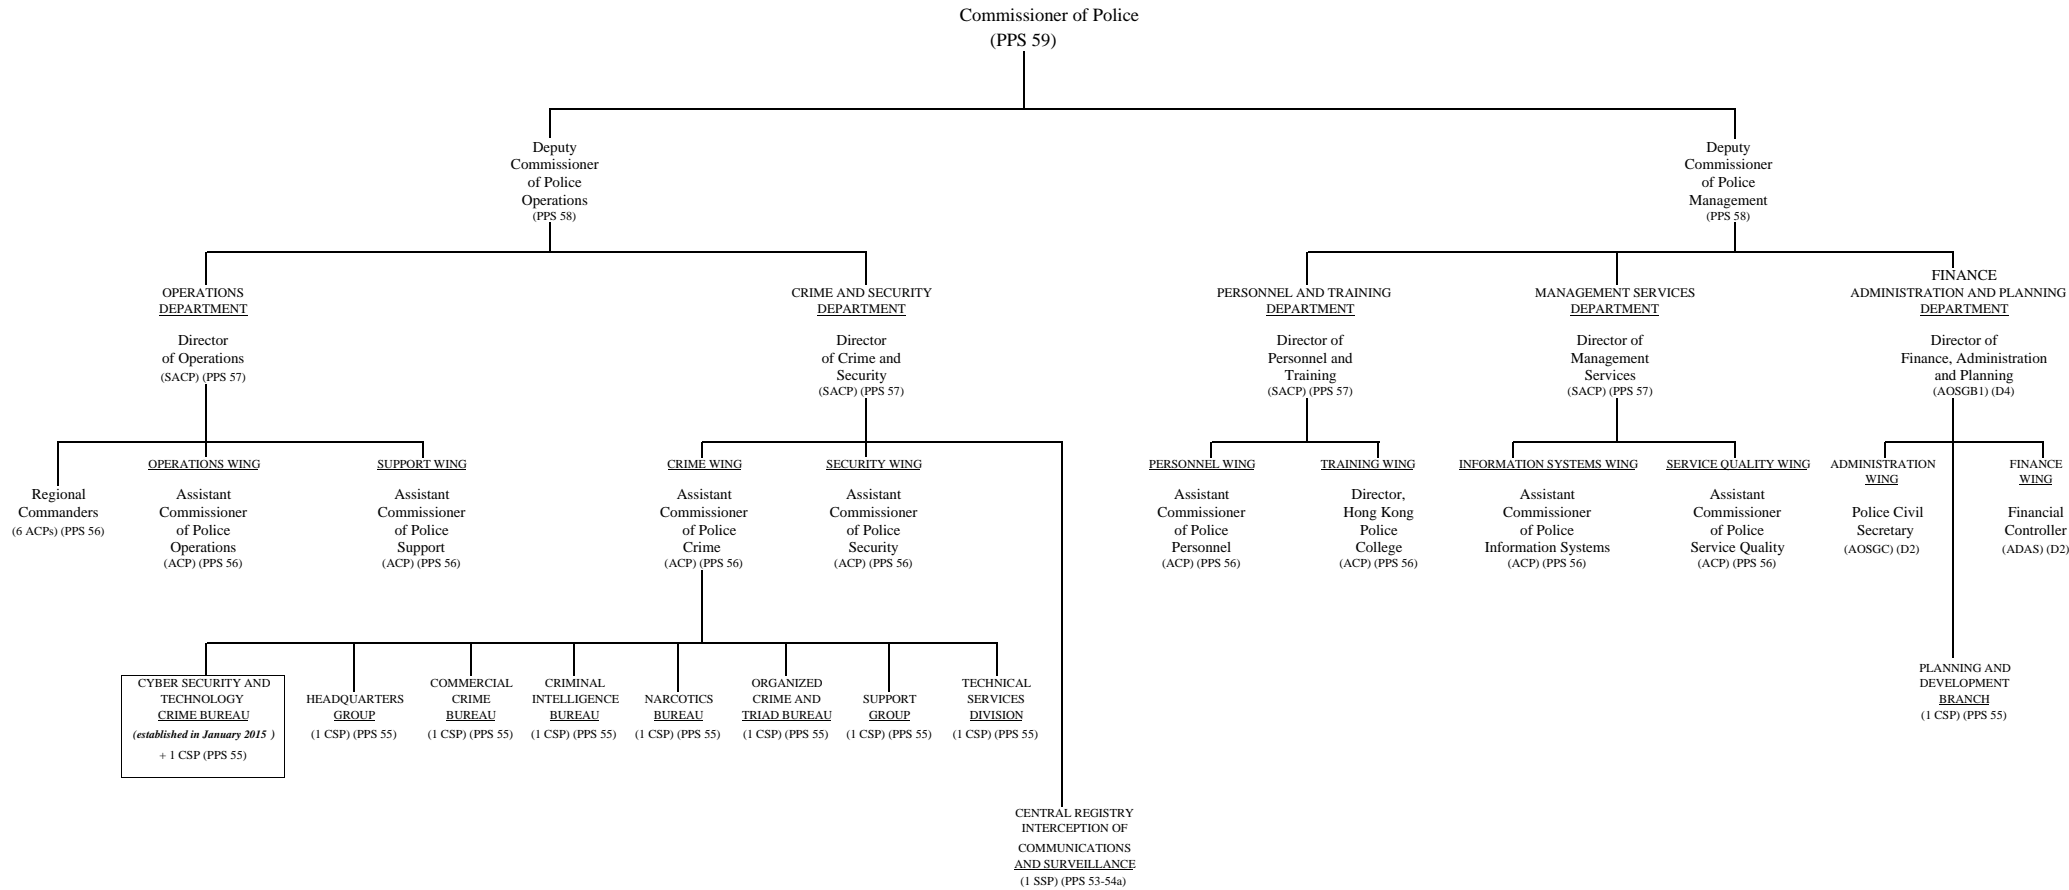 Commissioner of Police
(PPS 59)
Deputy
Commissioner
of Police
Operations
(PPS 58)
Deputy
Commissioner
of Police
Management
(PPS 58)
OPERATIONS
DEPARTMENT
Director
of Operations
(SACP) (PPS 57)
CRIME AND SECURITY
DEPARTMENT
Director
of Crime and
Security
(SACP) (PPS 57)
PERSONNEL AND TRAINING
DEPARTMENT
Director of
Personnel and
Training
(SACP) (PPS 57)
MANAGEMENT SERVICES
DEPARTMENT
Director of
Management
Services
(SACP) (PPS 57)
FINANCE
ADMINISTRATION AND PLANNING
DEPARTMENT
Director of
Finance, Administration
and Planning
(AOSGB1) (D4)
Regional
Commanders
(6 ACPs) (PPS 56)
OPERATIONS WING
Assistant
Commissioner
of Police
Operations
(ACP) (PPS 56)
SUPPORT WING
Assistant
Commissioner
of Police
Support
(ACP) (PPS 56)
CRIME WING
Assistant
Commissioner
of Police
Crime
(ACP) (PPS 56)
SECURITY WING
Assistant
Commissioner
of Police
Security
(ACP) (PPS 56)
PERSONNEL WING
Assistant
Commissioner
of Police
Personnel
(ACP) (PPS 56)
TRAINING WING
Director,
Hong Kong
Police
College
(ACP) (PPS 56)
INFORMATION SYSTEMS WING
Assistant
Commissioner
of Police
Information Systems
(ACP) (PPS 56)
SERVICE QUALITY WING
Assistant
Commissioner
of Police
Service Quality
(ACP) (PPS 56)
ADMINISTRATION
WING
Police Civil
Secretary
(AOSGC) (D2)
FINANCE
WING
Financial
Controller
(ADAS) (D2)
CYBER SECURITY AND
TECHNOLOGY
CRIME BUREAU
(established in January 2015 )
+ 1 CSP (PPS 55)
HEADQUARTERS
GROUP
(1 CSP) (PPS 55)
COMMERCIAL
CRIME
BUREAU
(1 CSP) (PPS 55)
CRIMINAL
INTELLIGENCE
BUREAU
(1 CSP) (PPS 55)
NARCOTICS
BUREAU
(1 CSP) (PPS 55)
ORGANIZED
CRIME AND
TRIAD BUREAU
(1 CSP) (PPS 55)
SUPPORT
GROUP
(1 CSP) (PPS 55)
TECHNICAL
SERVICES
DIVISION
(1 CSP) (PPS 55)
PLANNING AND
DEVELOPMENT
BRANCH
(1 CSP) (PPS 55)
CENTRAL REGISTRY
INTERCEPTION OF
COMMUNICATIONS
AND SURVEILLANCE
(1 SSP) (PPS 53-54a)